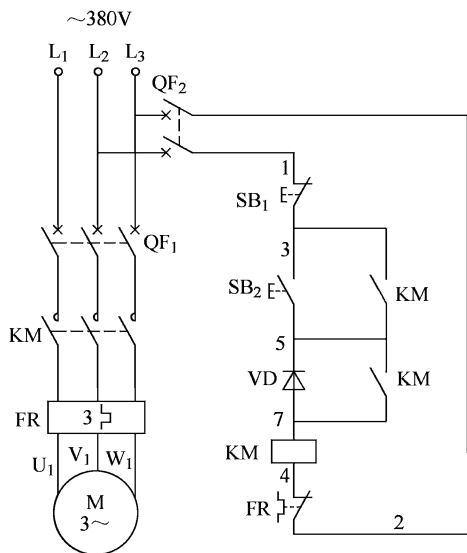 ~380V
L₁ L₂ L₃
QF₂
1
SB₁
3
QF₁
SB₂ KM
KM
5
VD KM
7
FR 3
KM
U₁ V₁ W₁
4
M
3~
FR
2